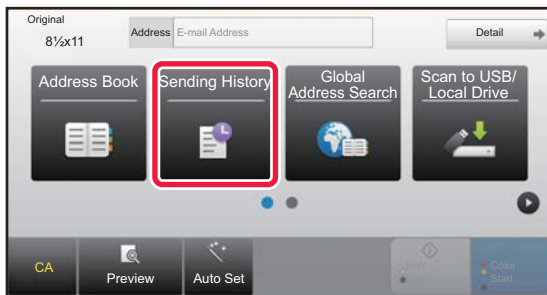 Original
8½x11
Address E-mail Address
Detail
Address Book
Sending History
Global
Address Search
Scan to USB/
Local Drive
CA
Preview
Auto Set
B/W
Start
Color
Start